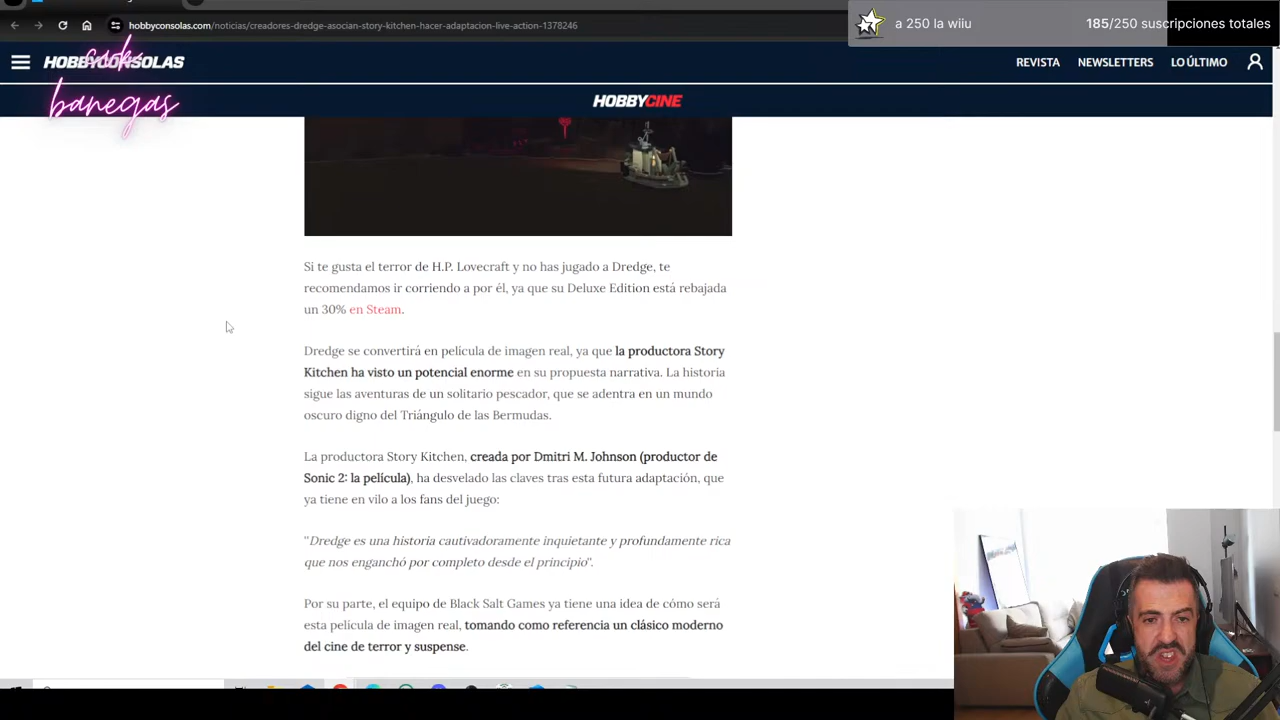 hobbyconsolas.com/noticias/creadores-dredge-asocian-story-kitchen-hacer-adaptacion-live-action-1378246
a 250 la wiiu
185/250 suscripciones totales
HOBBYCONSOLAS
banegas
REVISTA
NEWSLETTERS
LO ÚLTIMO
HOBBYCINE
Si te gusta el terror de H.P. Lovecraft y no has jugado a Dredge, te
recomendamos ir corriendo a por él, ya que su Deluxe Edition está rebajada
un 30% en Steam.
Dredge se convertirá en película de imagen real, ya que la productora Story
Kitchen ha visto un potencial enorme en su propuesta narrativa. La historia
sigue las aventuras de un solitario pescador, que se adentra en un mundo
oscuro digno del Triángulo de las Bermudas.
La productora Story Kitchen, creada por Dmitri M. Johnson (productor de
Sonic 2: la película), ha desvelado las claves tras esta futura adaptación, que
ya tiene en vilo a los fans del juego:
"Dredge es una historia cautivadoramente inquietante y profundamente rica
que nos enganchó por completo desde el principio".
Por su parte, el equipo de Black Salt Games ya tiene una idea de cómo será
esta película de imagen real, tomando como referencia un clásico moderno
del cine de terror y suspense.